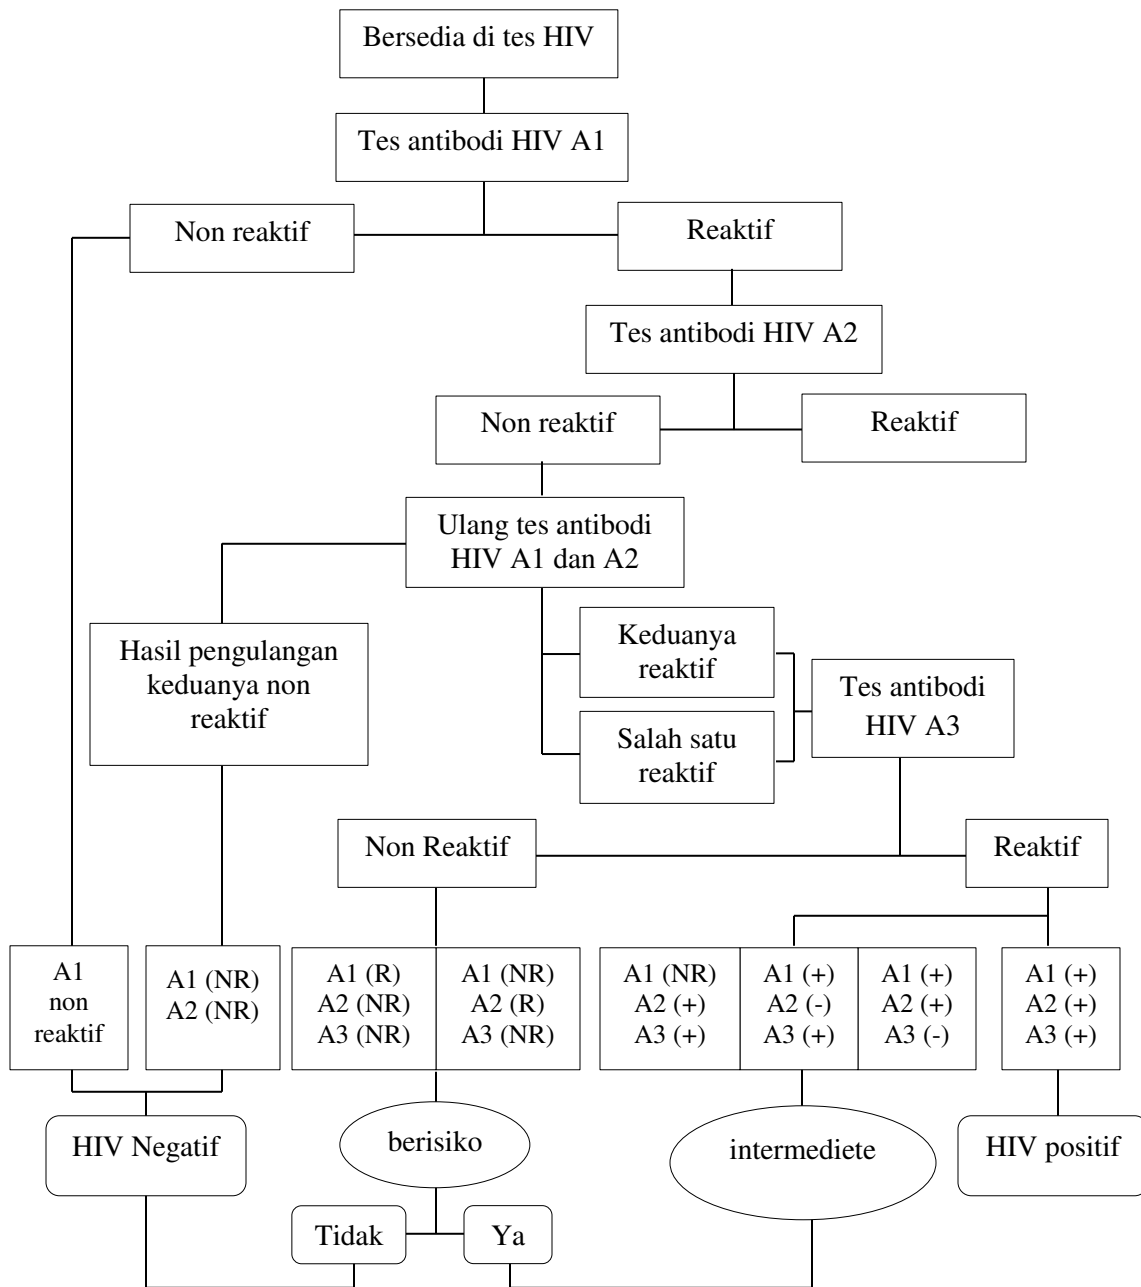 Bersedia di tes HIV
Tes antibodi HIV A1
Non reaktif
Reaktif
Tes antibodi HIV A2
Non reaktif
Reaktif
Ulang tes antibodi
HIV A1 dan A2
Hasil pengulangan
keduanya non
reaktif
Keduanya
reaktif
Salah satu
reaktif
Tes antibodi
HIV A3
Non Reaktif
Reaktif
A1
non
reaktif
A1 (NR)
A2 (NR)
A1 (R)
A2 (NR)
A3 (NR)
A1 (NR)
A2 (R)
A3 (NR)
A1 (NR)
A2 (+)
A3 (+)
A1 (+)
A2 (-)
A3 (+)
A1 (+)
A2 (+)
A3 (-)
A1 (+)
A2 (+)
A3 (+)
HIV Negatif
berisiko
intermediete
HIV positif
Tidak
Ya